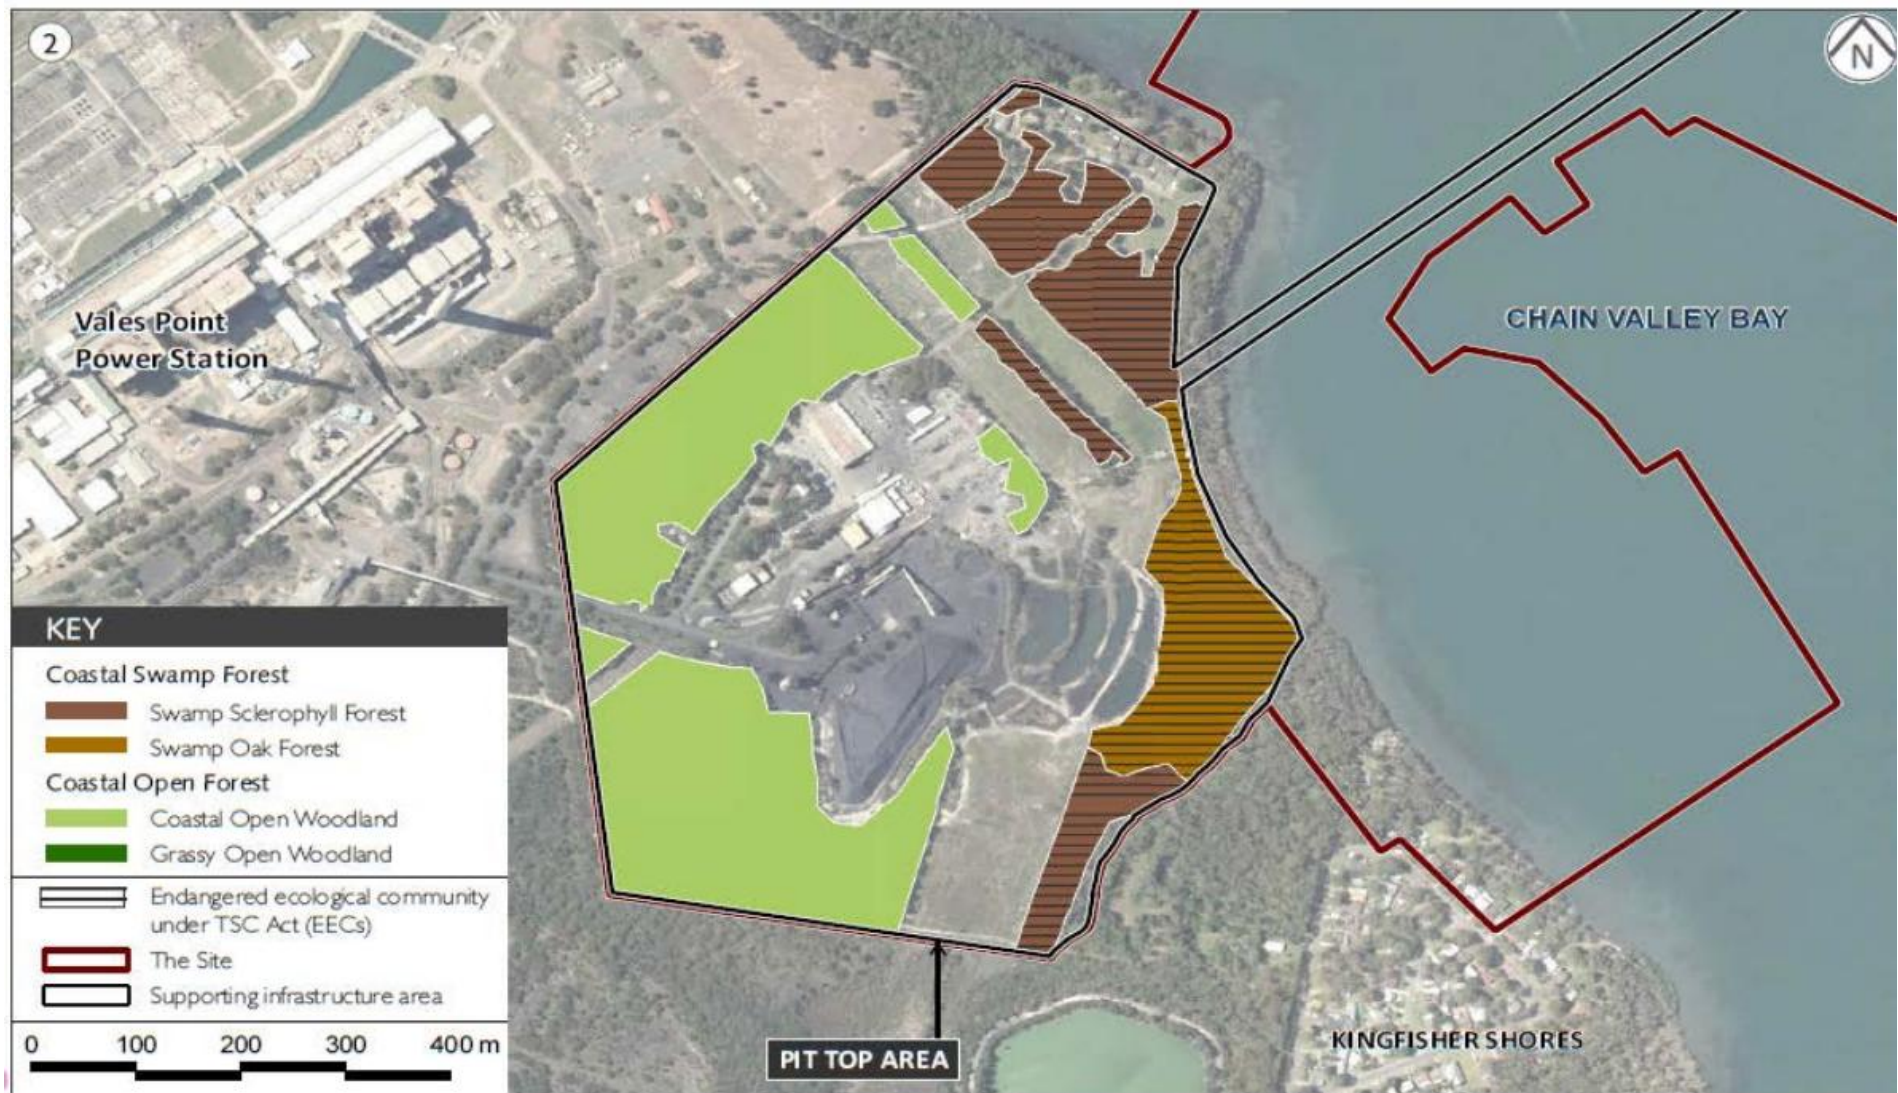 2
N
Vales Point
Power Station
CHAIN VALLEY BAY
KEY
Coastal Swamp Forest
Swamp Sclerophyll Forest
Swamp Oak Forest
Coastal Open Forest
Coastal Open Woodland
Grassy Open Woodland
Endangered ecological community
under TSC Act (EECs)
The Site
Supporting infrastructure area
0 100 200 300 400 m
PIT TOP AREA
KINGFISHER SHORES